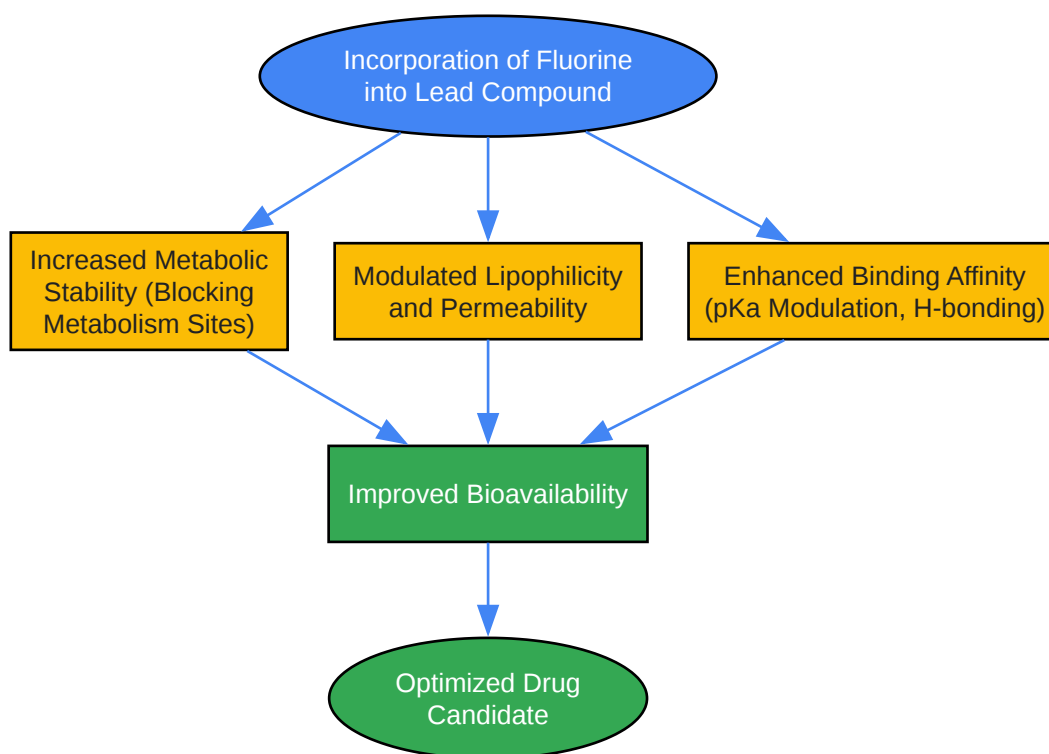 Incorporation of Fluorine
into Lead Compound
Increased Metabolic
Stability (Blocking
Metabolism Sites)
Modulated Lipophilicity
and Permeability
Enhanced Binding Affinity
(pKa Modulation, H-bonding)
Improved Bioavailability
Optimized Drug
Candidate